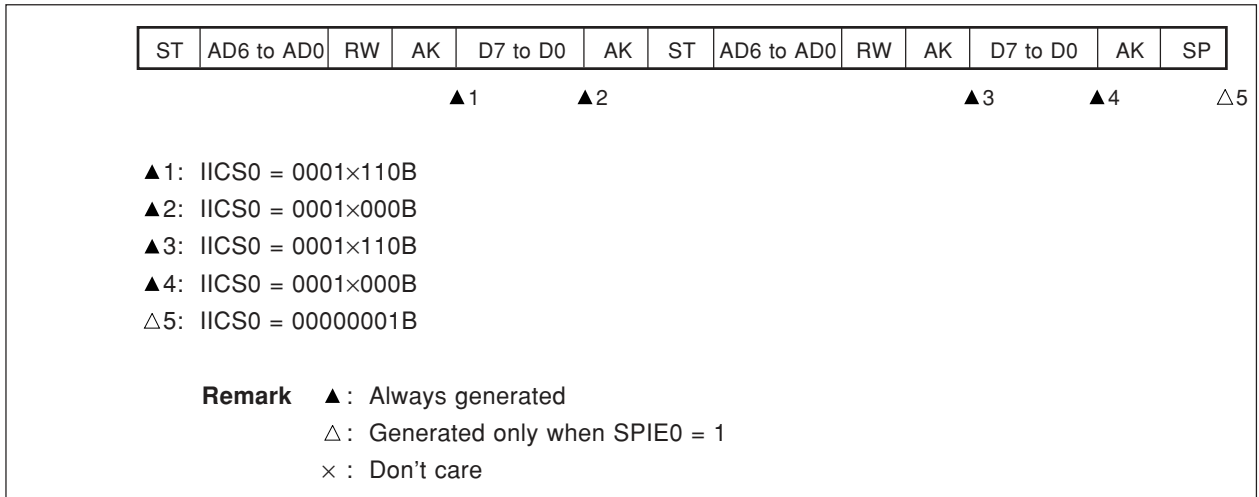 ST AD6 to AD0 RW AK D7 to D0 AK ST AD6 to AD0 RW AK D7 to D0 AK SP
▲1 ▲2 ▲3 ▲4 △5
▲1: IICS0 = 0001×110B
▲2: IICS0 = 0001×000B
▲3: IICS0 = 0001×110B
▲4: IICS0 = 0001×000B
△5: IICS0 = 00000001B
Remark ▲: Always generated
△: Generated only when SPIE0 = 1
× : Don't care